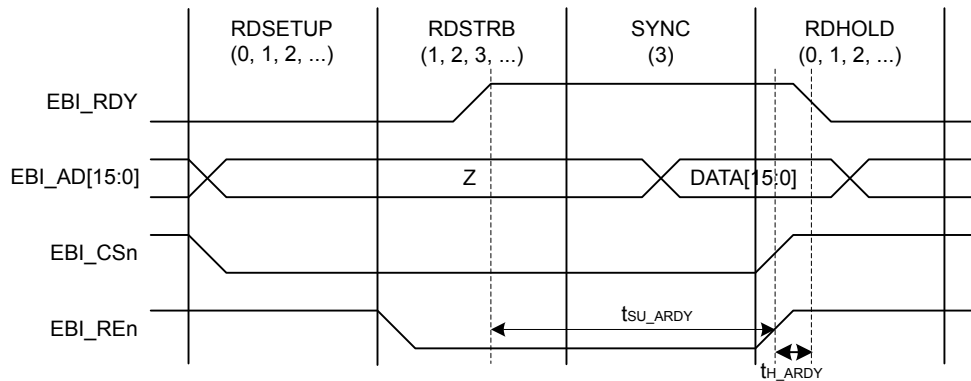 RDSETUP
(0, 1, 2, ...)
RDSTRB
(1, 2, 3, ...)
SYNC
(3)
RDHOLD
(0, 1, 2, ...)
EBI_RDY
EBI_AD[15:0]
Z
DATA[15:0]
EBI_CSn
EBI_REn
tSU_ARDY
tH_ARDY